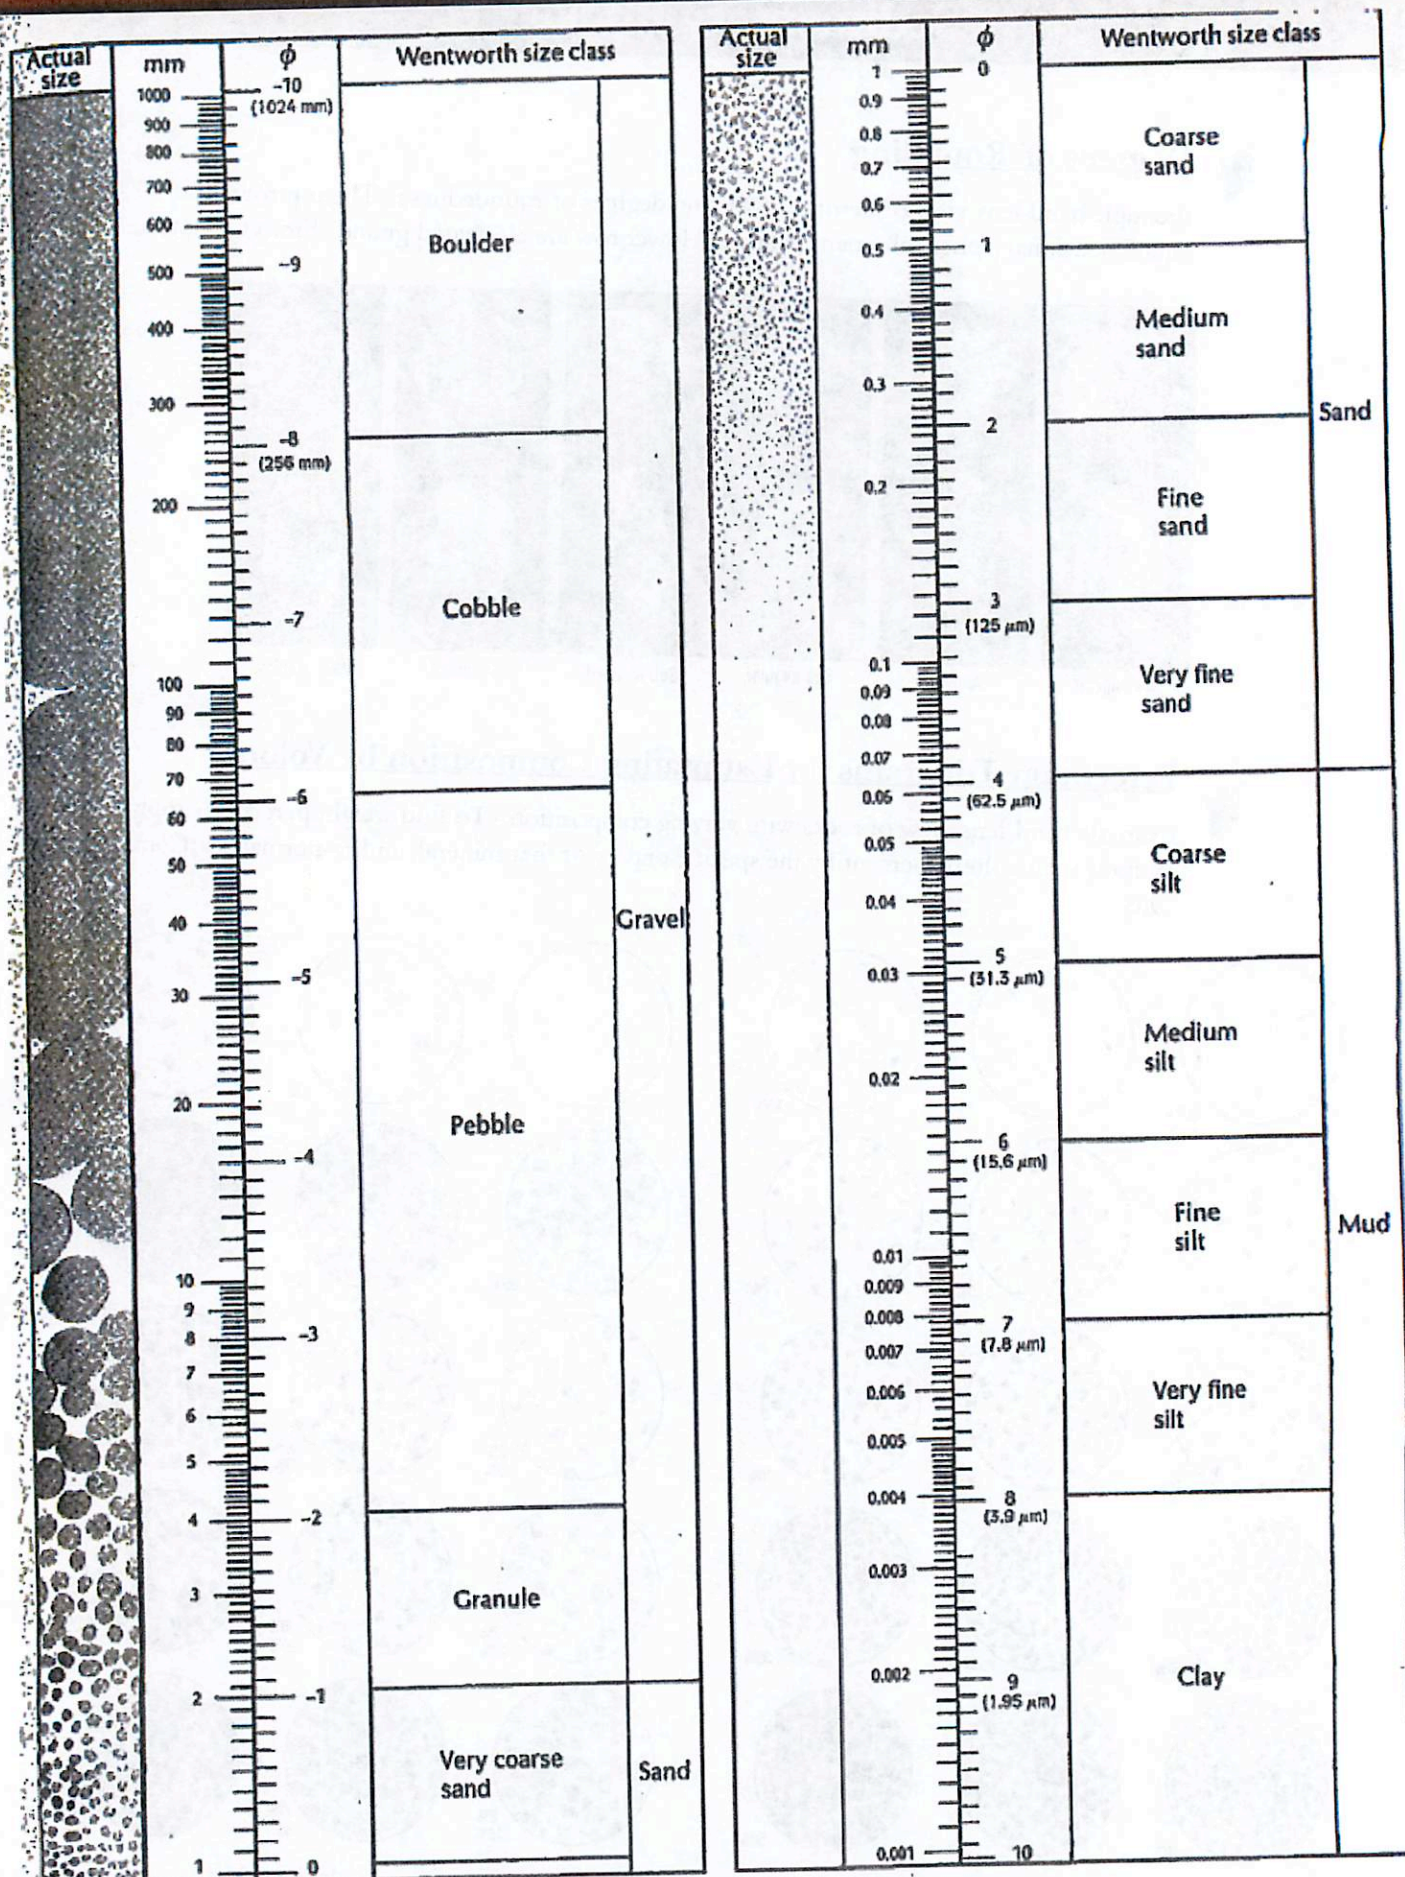 Actual size mm ϕ Wentworth size class
1000 –10
(1024 mm)
900
800
700
600
Boulder
500 –9
400
300
–8
(256 mm)
200
Cobble
–7
100
90
80
70
–6
60
50
40
Gravel
30 –5
20
Pebble
–4
10
9
8 –3
7
6
5
4 –2
3
Granule
2 –1
Very coarse
sand
Sand
1 0
Actual size mm ϕ Wentworth size class
1 0
0.9
0.8
Coarse
sand
0.7
0.6
0.5 1
0.4
Medium
sand
0.3
Sand
2
0.2
Fine
sand
3
(125 μm)
0.1
0.09
Very fine
sand
0.08
0.07
4
(62.5 μm)
0.06
0.05
Coarse
silt
0.04
5
(31.3 μm)
0.03
Medium
silt
0.02
6
(15.6 μm)
Fine
silt
Mud
0.01
0.009
0.008
7
(7.8 μm)
0.007
0.006
Very fine
silt
0.005
0.004 8
(3.9 μm)
0.003
0.002
9
(1.95 μm)
Clay
0.001 10